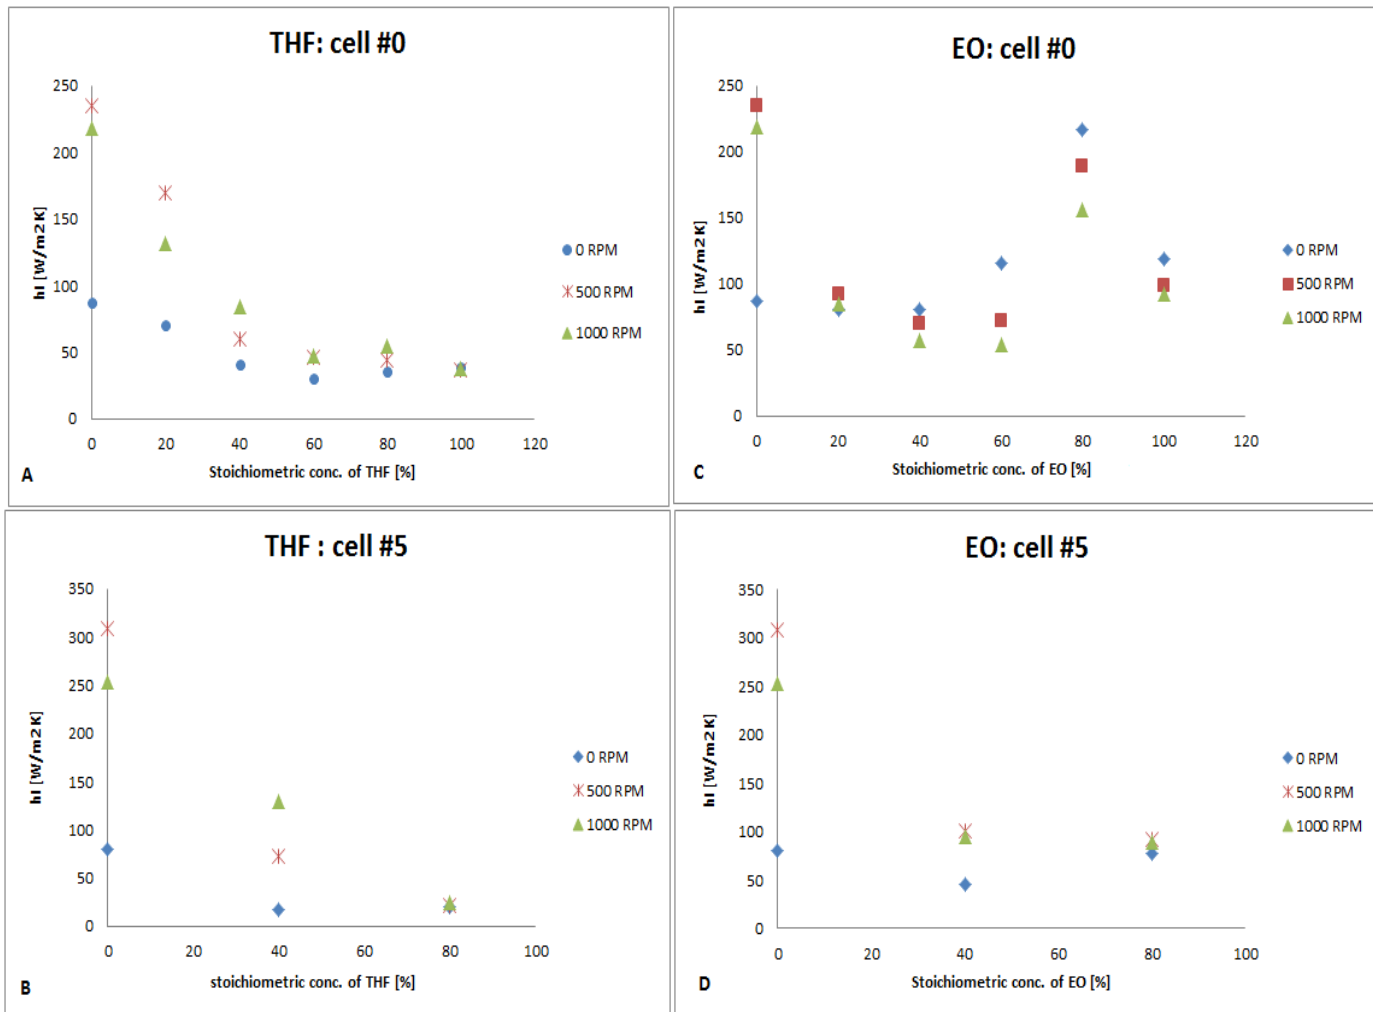 THF: cell #0
250
200
150
100
50
0
hI [W/m2K]
0 20 40 60 80 100 120
Stoichiometric conc. of THF [%]
0 RPM
500 RPM
1000 RPM
A
EO: cell #0
250
200
150
100
50
0
hI [W/m2K]
0 20 40 60 80 100 120
Stoichiometric conc. of EO [%]
0 RPM
500 RPM
1000 RPM
C
THF : cell #5
350
300
250
200
150
100
50
0
hI [W/m2K]
0 20 40 60 80 100
stoichiometric conc. of THF [%]
0 RPM
500 RPM
1000 RPM
B
EO: cell #5
350
300
250
200
150
100
50
0
hI [W/m2K]
0 20 40 60 80 100
Stoichiometric conc. of EO [%]
0 RPM
500 RPM
1000 RPM
D